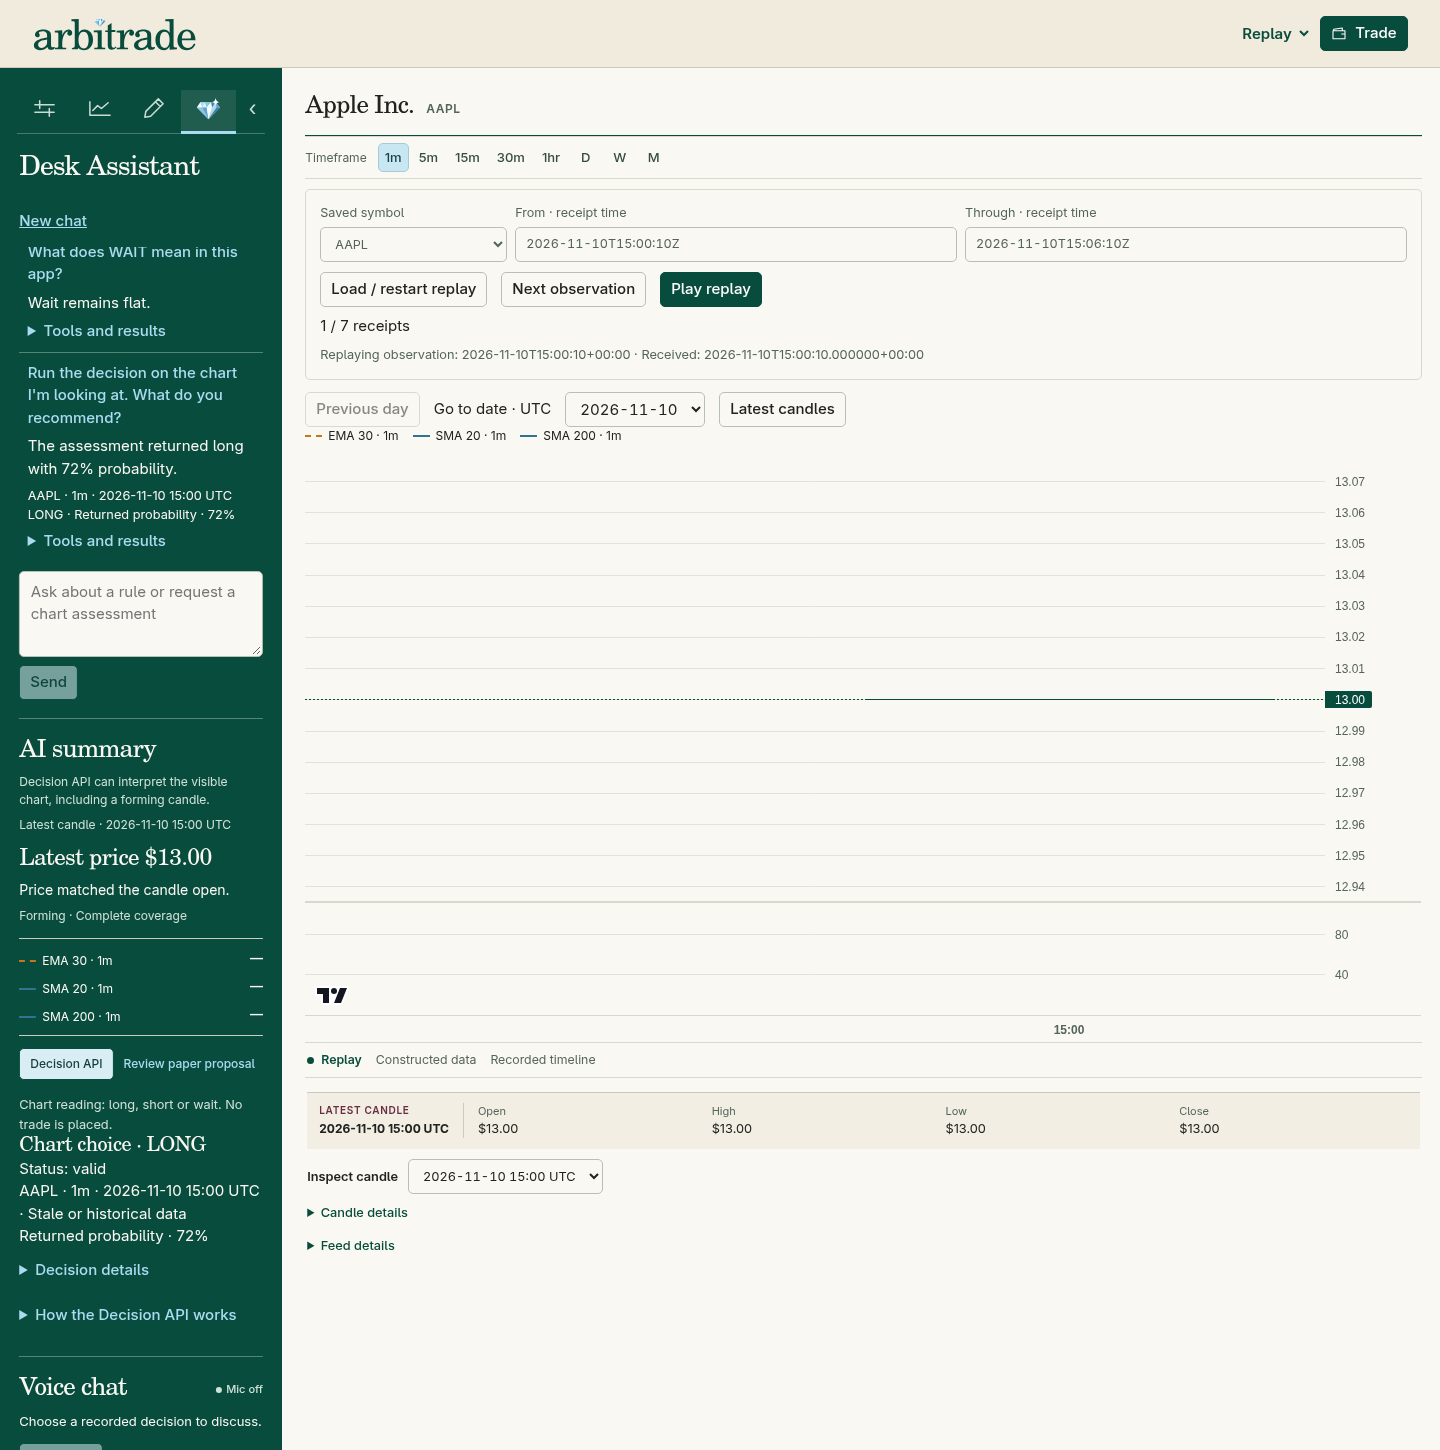 arbitrade
Replay
Trade
Desk Assistant
New chat
What does WAIT mean in this
app?
Wait remains flat.
Tools and results
Run the decision on the chart
I'm looking at. What do you
recommend?
The assessment returned long
with 72% probability.
AAPL · 1m · 2026-11-10 15:00 UTC
LONG · Returned probability · 72%
Tools and results
Ask about a rule or request a
chart assessment
Send
AI summary
Decision API can interpret the visible
chart, including a forming candle.
Latest candle · 2026-11-10 15:00 UTC
Latest price $13.00
Price matched the candle open.
Forming · Complete coverage
EMA 30 · 1m —
SMA 20 · 1m —
SMA 200 · 1m —
Decision API Review paper proposal
Chart reading: long, short or wait. No
trade is placed.
Chart choice · LONG
Status: valid
AAPL · 1m · 2026-11-10 15:00 UTC
· Stale or historical data
Returned probability · 72%
Decision details
How the Decision API works
Voice chat
Mic off
Choose a recorded decision to discuss.
Apple Inc. AAPL
Timeframe 1m 5m 15m 30m 1hr D W M
Saved symbol From · receipt time Through · receipt time
AAPL 2026-11-10T15:00:10Z 2026-11-10T15:06:10Z
Load / restart replay Next observation Play replay
1 / 7 receipts
Replaying observation: 2026-11-10T15:00:10+00:00 · Received: 2026-11-10T15:00:10.000000+00:00
Previous day Go to date · UTC 2026-11-10 Latest candles
EMA 30 · 1m SMA 20 · 1m SMA 200 · 1m
13.07
13.06
13.05
13.04
13.03
13.02
13.01
13.00
12.99
12.98
12.97
12.96
12.95
12.94
80
40
15:00
Replay Constructed data Recorded timeline
LATEST CANDLE Open High Low Close
2026-11-10 15:00 UTC $13.00 $13.00 $13.00 $13.00
Inspect candle 2026-11-10 15:00 UTC
Candle details
Feed details